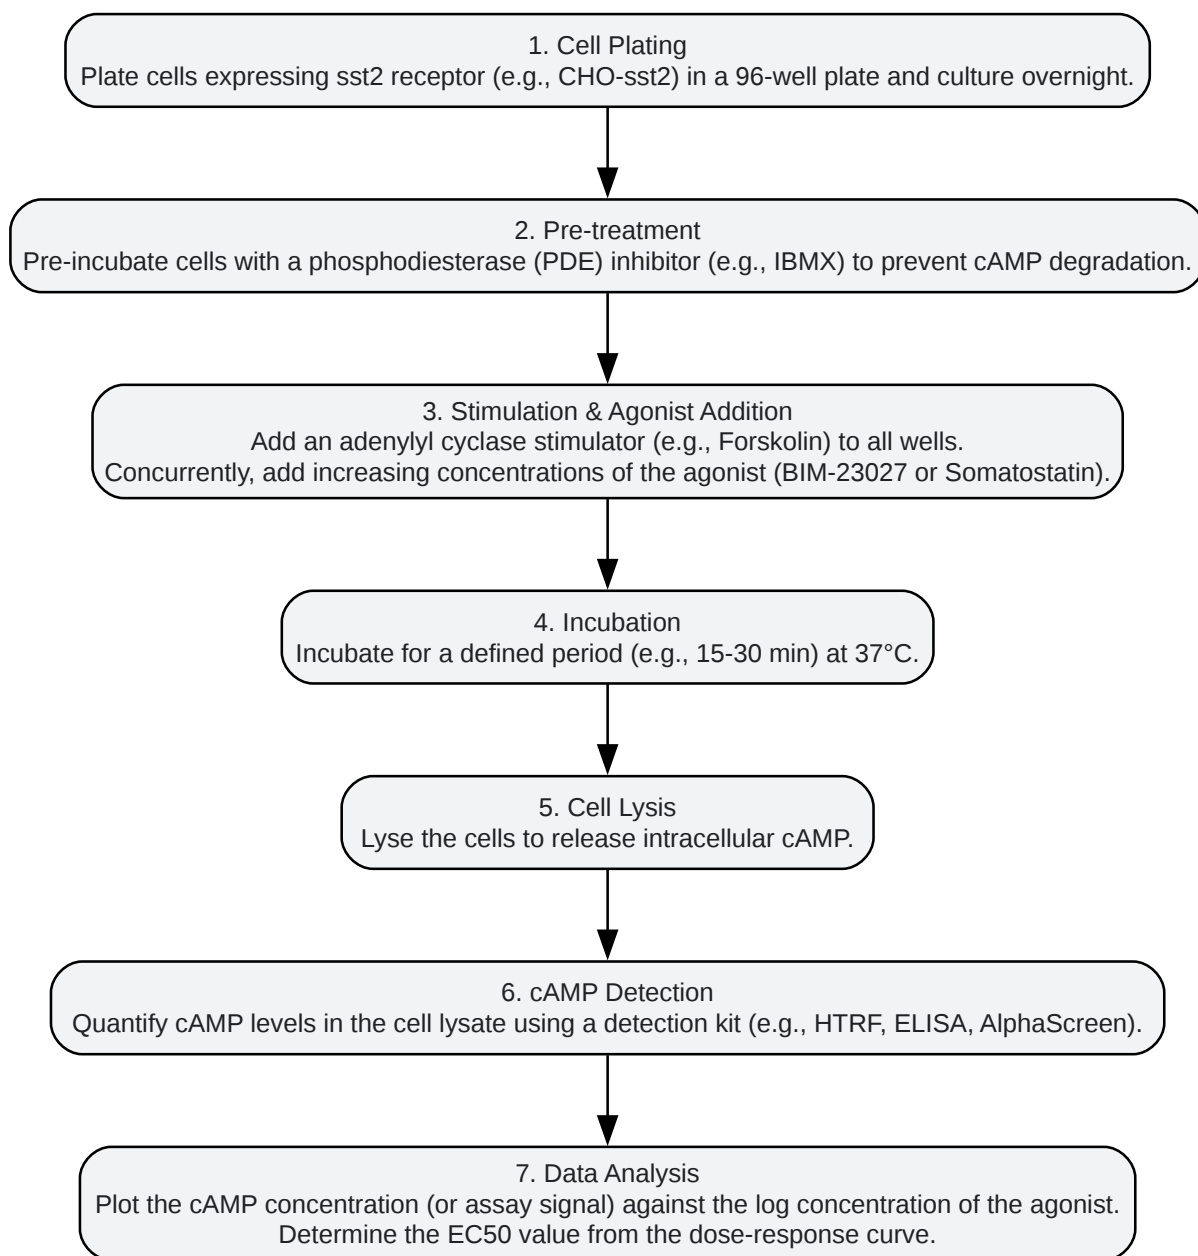 1. Cell Plating
Plate cells expressing sst2 receptor (e.g., CHO-sst2) in a 96-well plate and culture overnight.
2. Pre-treatment
Pre-incubate cells with a phosphodiesterase (PDE) inhibitor (e.g., IBMX) to prevent cAMP degradation.
3. Stimulation & Agonist Addition
Add an adenylyl cyclase stimulator (e.g., Forskolin) to all wells.
Concurrently, add increasing concentrations of the agonist (BIM-23027 or Somatostatin).
4. Incubation
Incubate for a defined period (e.g., 15-30 min) at 37°C.
5. Cell Lysis
Lyse the cells to release intracellular cAMP.
6. cAMP Detection
Quantify cAMP levels in the cell lysate using a detection kit (e.g., HTRF, ELISA, AlphaScreen).
7. Data Analysis
Plot the cAMP concentration (or assay signal) against the log concentration of the agonist.
Determine the EC50 value from the dose-response curve.